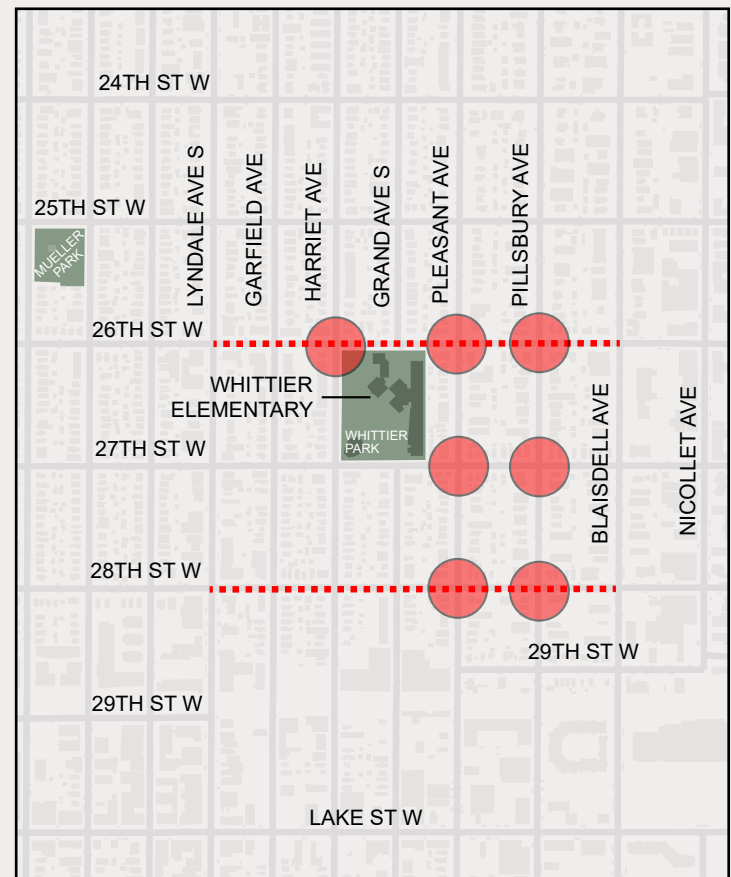 24TH ST W
25TH ST W
MUELLER
PARK
LYNDALE AVE S
GARFIELD AVE
HARRIET AVE
GRAND AVE S
PLEASANT AVE
PILLSBURY AVE
26TH ST W
WHITTIER
ELEMENTARY
WHITTIER
PARK
27TH ST W
BLAISDELL AVE
NICOLLET AVE
28TH ST W
29TH ST W
29TH ST W
LAKE ST W